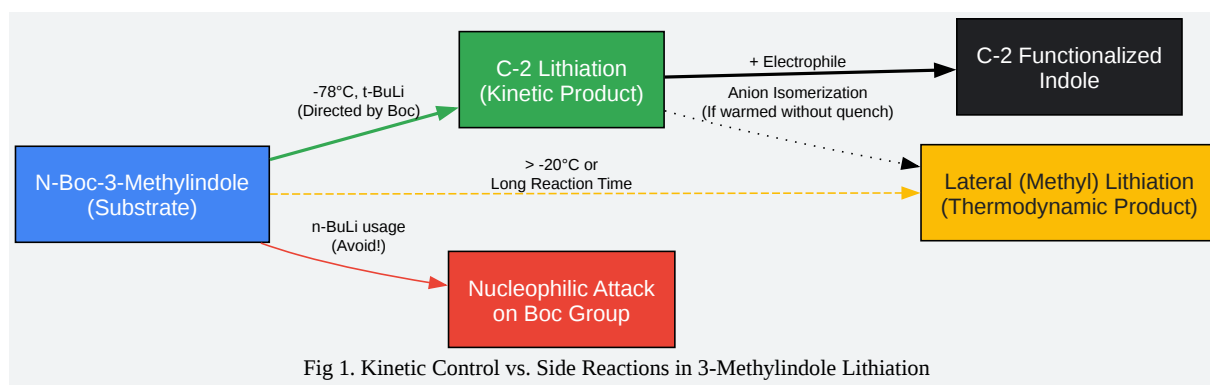 C-2 Lithiation
(Kinetic Product)
+ Electrophile
C-2 Functionalized
Indole
-78°C, t-BuLi
(Directed by Boc)
Anion Isomerization
(If warmed without quench)
N-Boc-3-Methylindole
(Substrate)
> -20°C or
Long Reaction Time
Lateral (Methyl) Lithiation
(Thermodynamic Product)
n-BuLi usage
(Avoid!)
Nucleophilic Attack
on Boc Group
Fig 1. Kinetic Control vs. Side Reactions in 3-Methylindole Lithiation